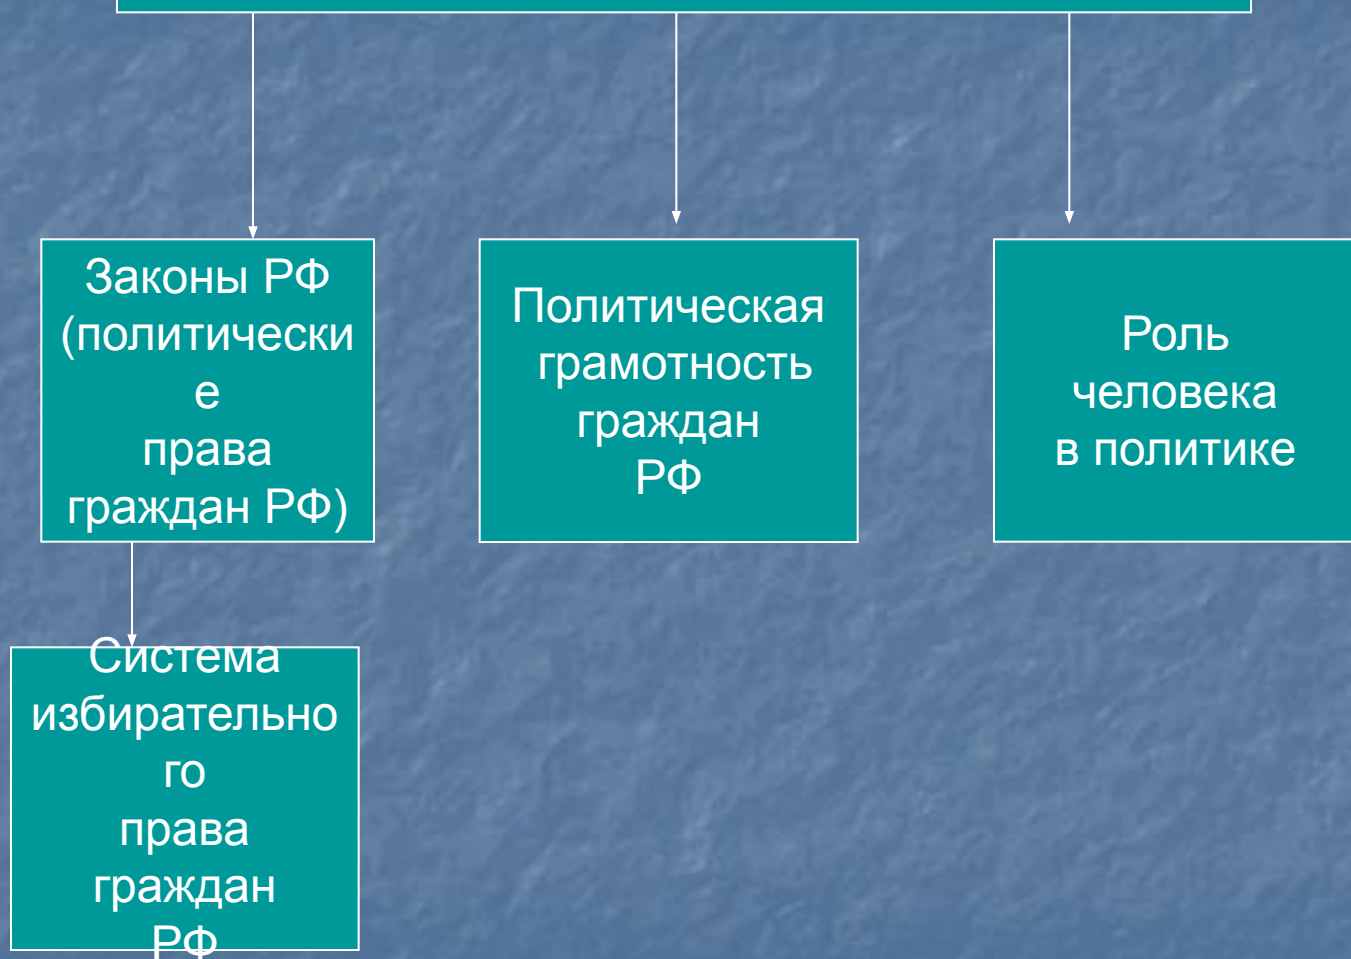 Законы РФ
(политически
е
права
граждан РФ)
Политическая
грамотность
граждан
РФ
Роль
человека
в политике
Система
избирательно
го
права
граждан
РФ